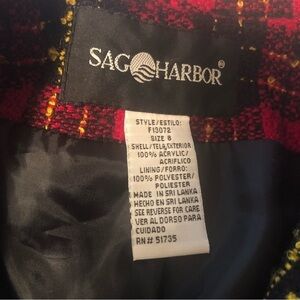 SAG HARBOR®
STYLE/ESTILO:
F13072
SIZE 8
SHELL/TELA EXTERIOR
100% ACRYLIC/
ACRIFLICO
LINING/FORRO:
100% POLYESTER/
POLIESTER
MADE IN SRI LANKA
HECHO EN SRI LANKA
SEE REVERSE FOR CARE
VER AL DORSO PARA
CUIDADO
RN# 51735